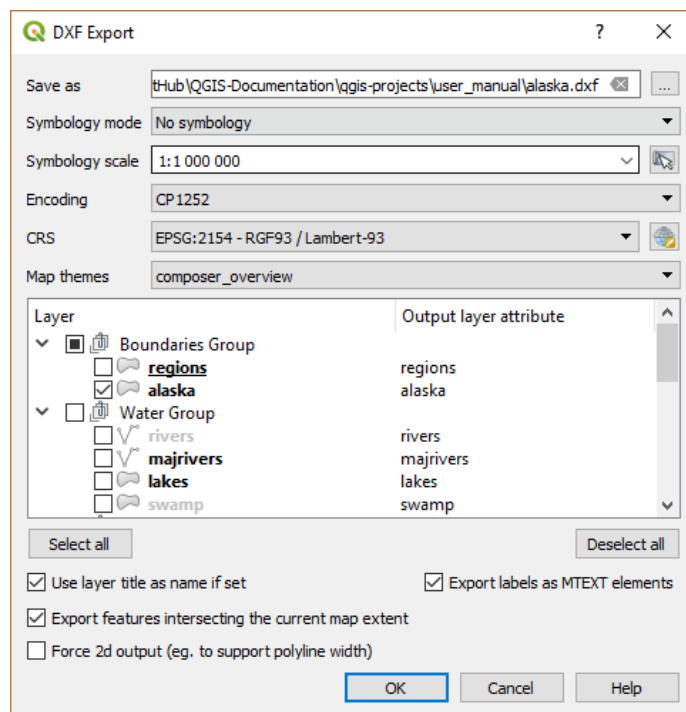 DXF Export ?
Save as tHub\QGIS-Documentation\qgis-projects\user_manual\alaska.dxf ...
Symbology mode No symbology
Symbology scale 1:1 000 000
Encoding CP1252
CRS EPSG:2154 - RGF93 / Lambert-93
Map themes composer_overview
Layer Output layer attribute
Boundaries Group
regions regions
alaska alaska
Water Group
rivers rivers
majrivers majrivers
lakes lakes
swamp swamp
Select all Deselect all
Use layer title as name if set Export labels as MTEXT elements
Export features intersecting the current map extent
Force 2d output (eg. to support polyline width)
OK Cancel Help